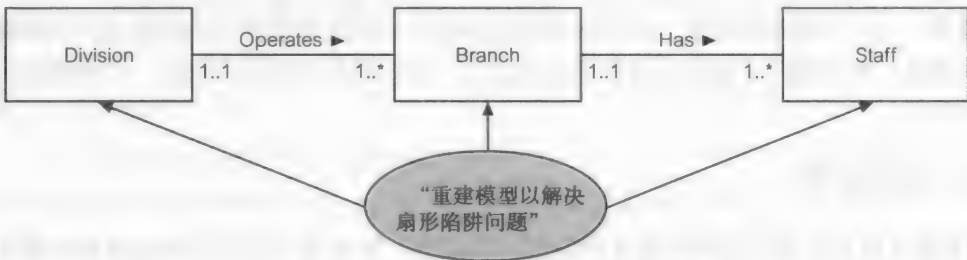 Division
Operates ►
Branch
Has ►
Staff
1..1
1..*
1..1
1..*
“重建模型以解决
扇形陷阱问题”